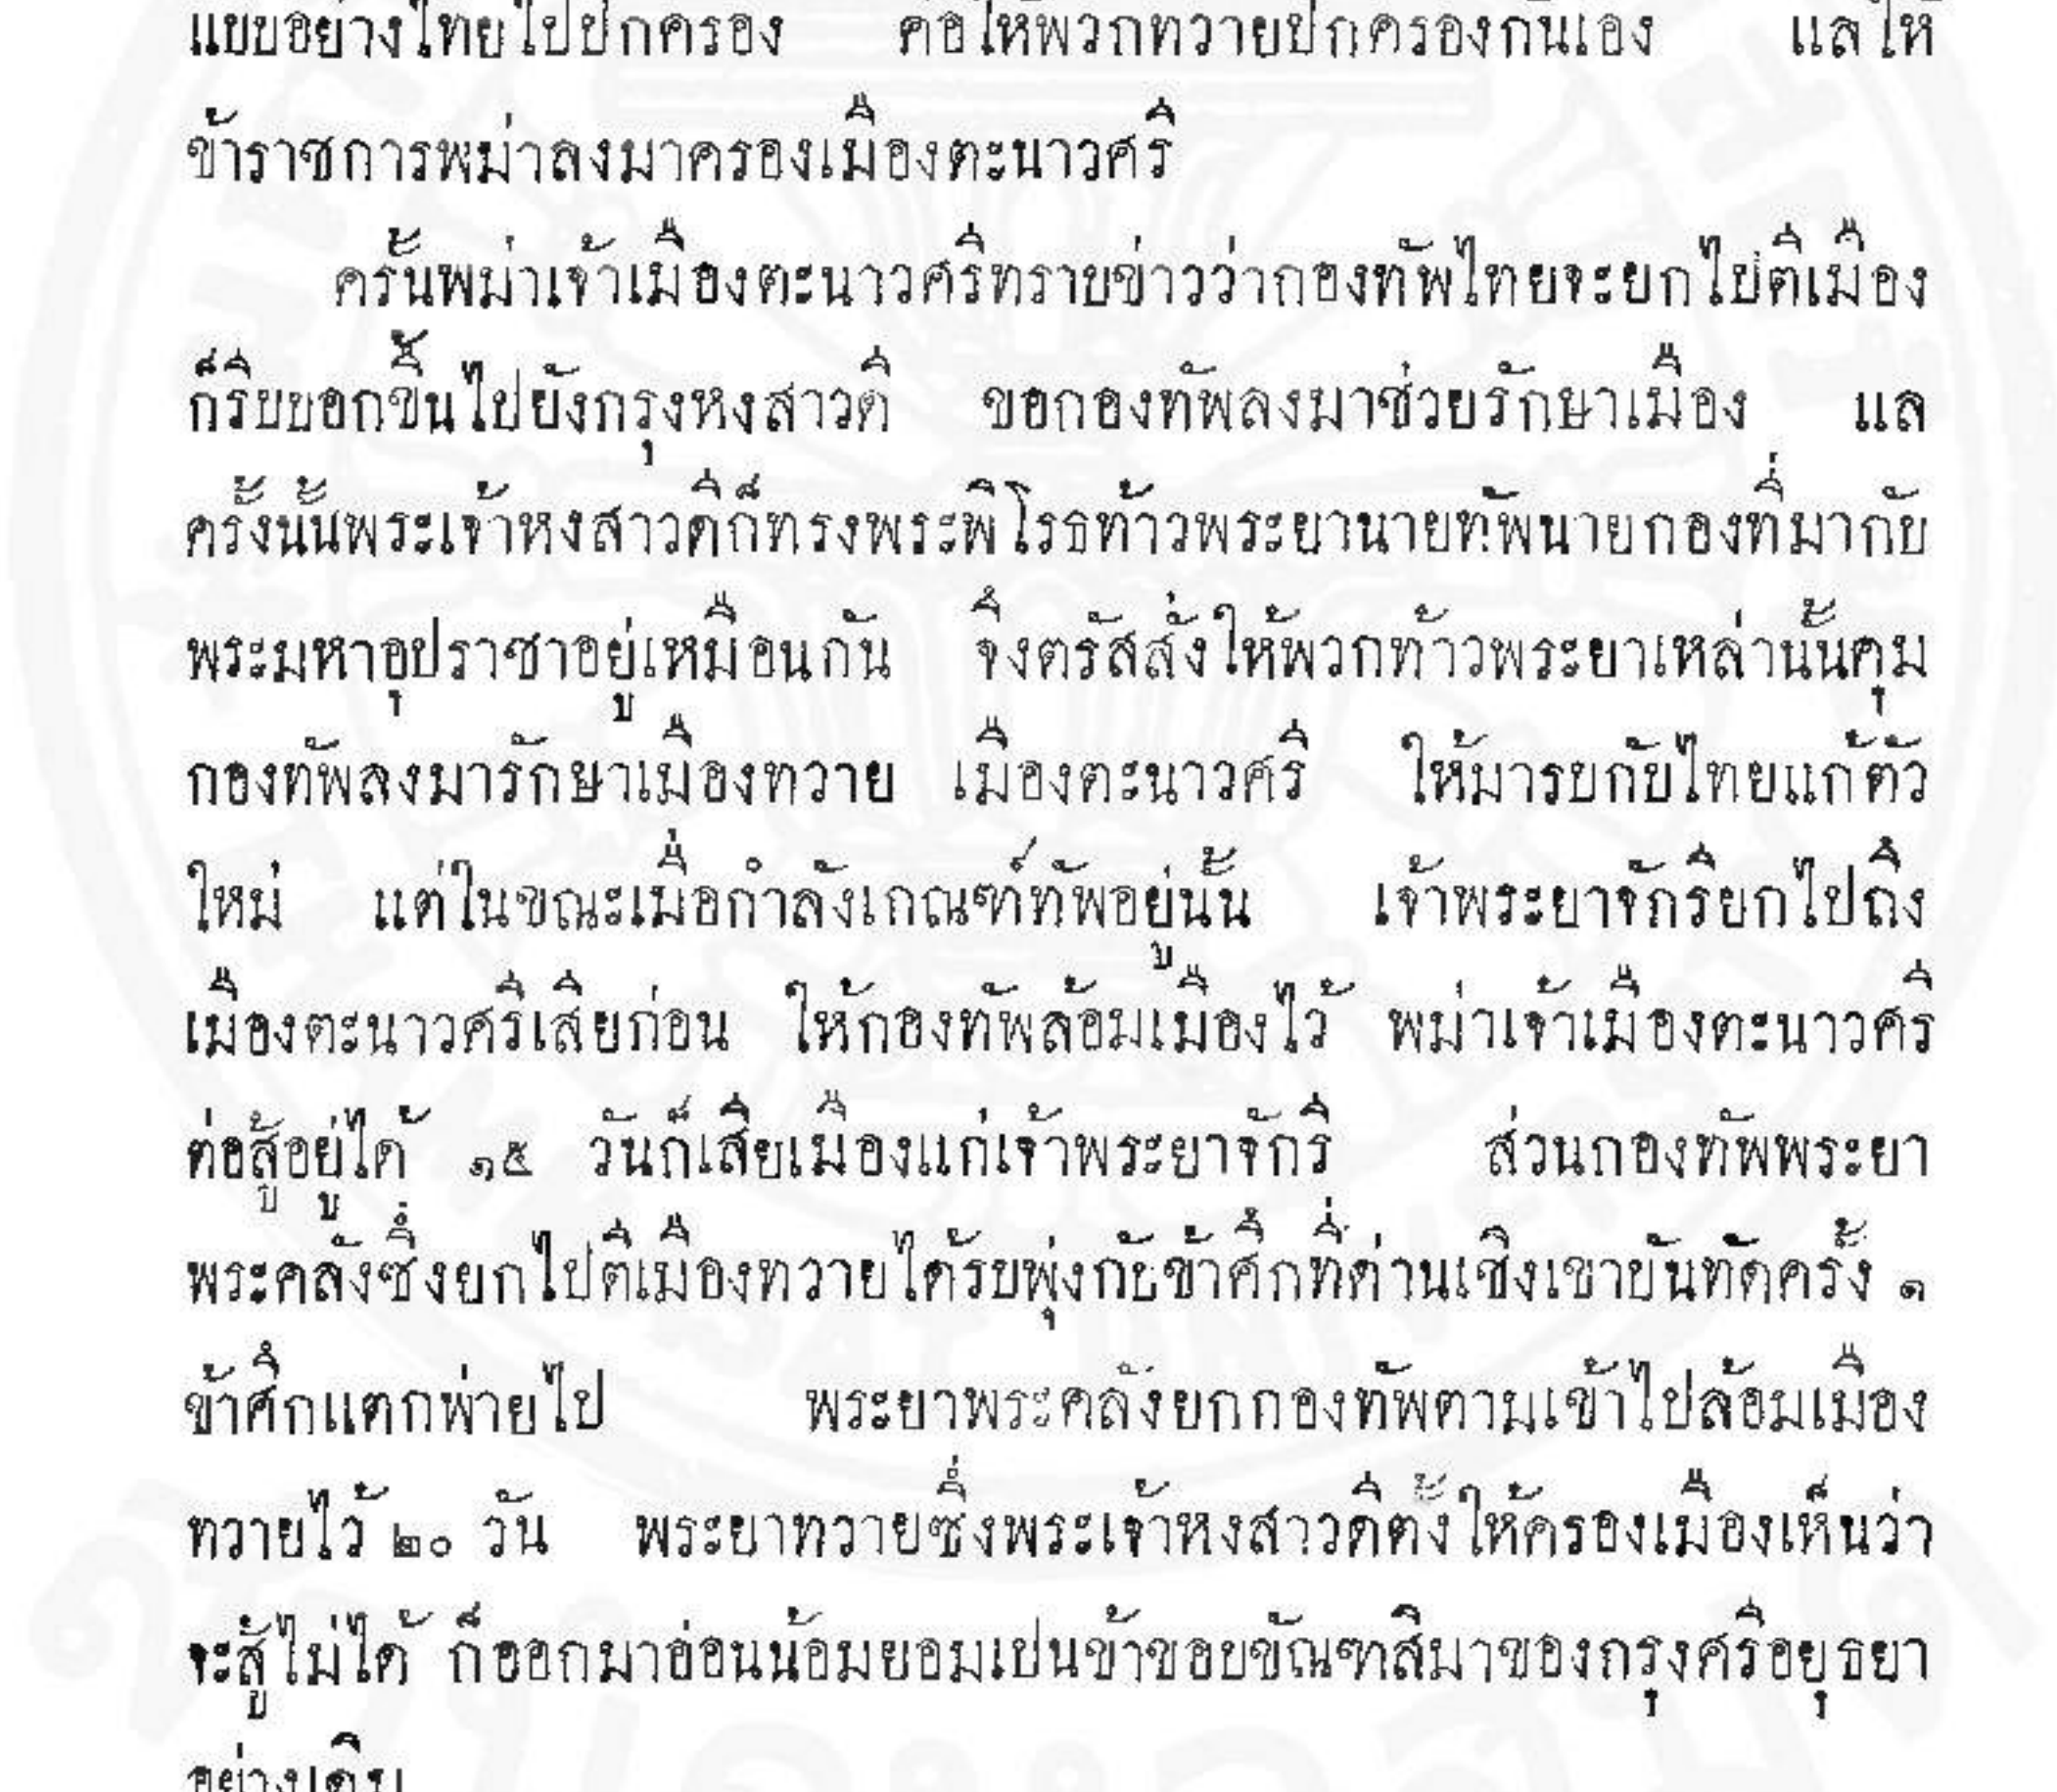 แบบอย่างไทยไปปกครอง คือให้พวกทวายปกครองกันเอง แลให้
ข้าราชการพม่าลงมาครองเมืองตะนาวศรี
ครั้นพม่าเจ้าเมืองตะนาวศรีทราบข่าวว่ากองทัพไทยจะยกไปตีเมือง
ก็รีบบอกขึ้นไปยังกรุงหงสาวดี ขอกองทัพลงมาช่วยรักษาเมือง แล
ครั้งนั้นพระเจ้าหงสาวดีก็ทรงพระพิโรธท้าวพระยานายทัพนายกองที่มากับ
พระมหาอุปราชาอยู่เหมือนกัน จึงตรัสสั่งให้พวกท้าวพระยาเหล่านั้นคุม
กองทัพลงมารักษาเมืองทวาย เมืองตะนาวศรี ให้มารบกับไทยแก้ตัว
ใหม่ แต่ในขณะเมื่อกำลังเกณฑ์ทัพอยู่นั้น เจ้าพระยาจักรียกไปถึง
เมืองตะนาวศรีเสียก่อน ให้กองทัพล้อมเมืองไว้ พม่าเจ้าเมืองตะนาวศรี
ต่อสู้อยู่ได้ ๑๕ วันก็เสียเมืองแก่เจ้าพระยาจักรี ส่วนกองทัพพระยา
พระคลังซึ่งยกไปตีเมืองทวายได้รบพุ่งกับข้าศึกที่ด่านเชิงเขาบันทัดครั้ง ๑
ข้าศึกแตกพ่ายไป พระยาพระคลังยกกองทัพตามเข้าไปล้อมเมือง
ทวายไว้ ๒๐ วัน พระยาทวายซึ่งพระเจ้าหงสาวดีตั้งให้ครองเมืองเห็นว่า
จะสู้ไม่ได้ ก็ออกมาอ่อนน้อมยอมเปนข้าขอบขัณฑสีมาของกรุงศรีอยุธยา
อย่างเดิม